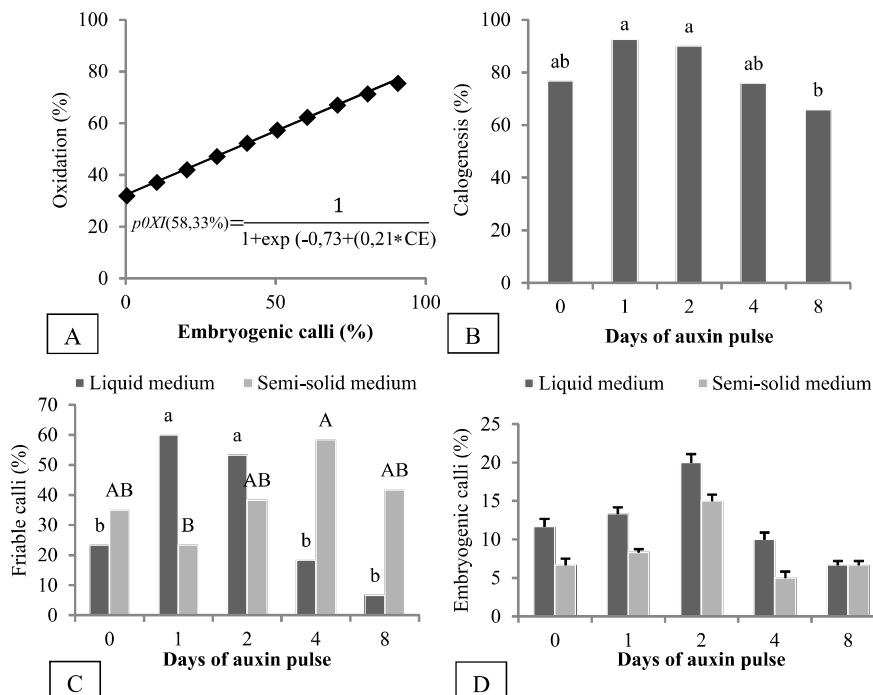 100
80
60
40
20
0
Oxidation (%)
p0XI(58,33%)=
1
1+exp (-0,73+(0,21*CE)
0 50 100
Embryogenic calli (%)
A
100
80
60
40
20
0
Calogenesis (%)
ab a a ab b
0 1 2 4 8
Days of auxin pulse
B
Liquid medium Semi-solid medium
70
60
50
40
30
20
10
0
Friable calli (%)
b AB a B a AB b A b AB
0 1 2 4 8
Days of auxin pulse
C
Liquid medium Semi-solid medium
25
20
15
10
5
0
Embryogenic calli (%)
0 1 2 4 8
Days of auxin pulse
D